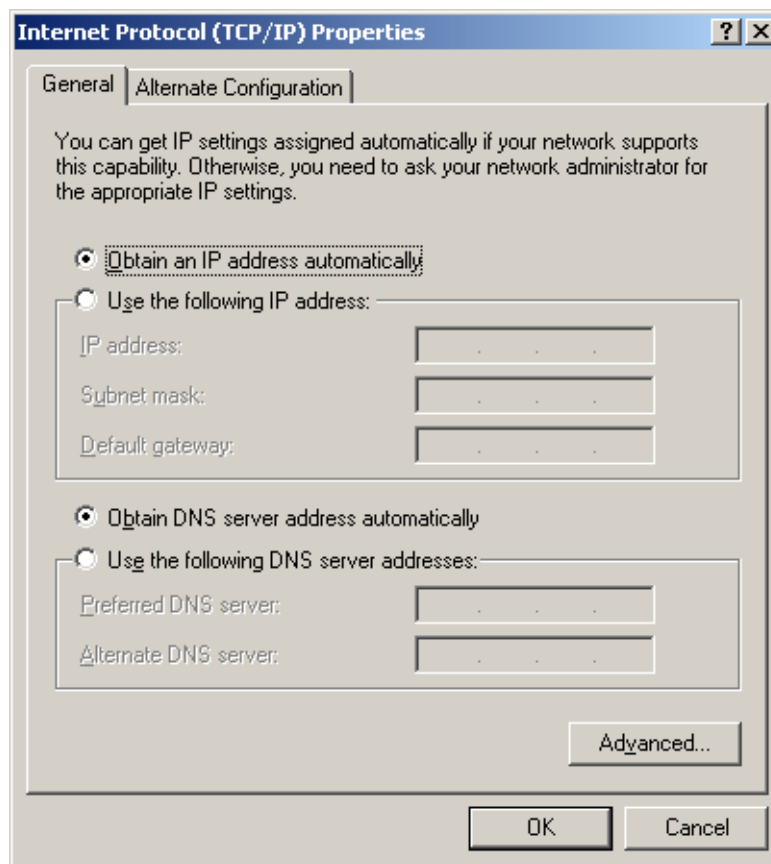 Internet Protocol (TCP/IP) Properties
General
Alternate Configuration
You can get IP settings assigned automatically if your network supports
this capability. Otherwise, you need to ask your network administrator for
the appropriate IP settings.
Obtain an IP address automatically
Use the following IP address:
IP address:
Subnet mask:
Default gateway:
Obtain DNS server address automatically
Use the following DNS server addresses:
Preferred DNS server:
Alternate DNS server:
Advanced...
OK
Cancel